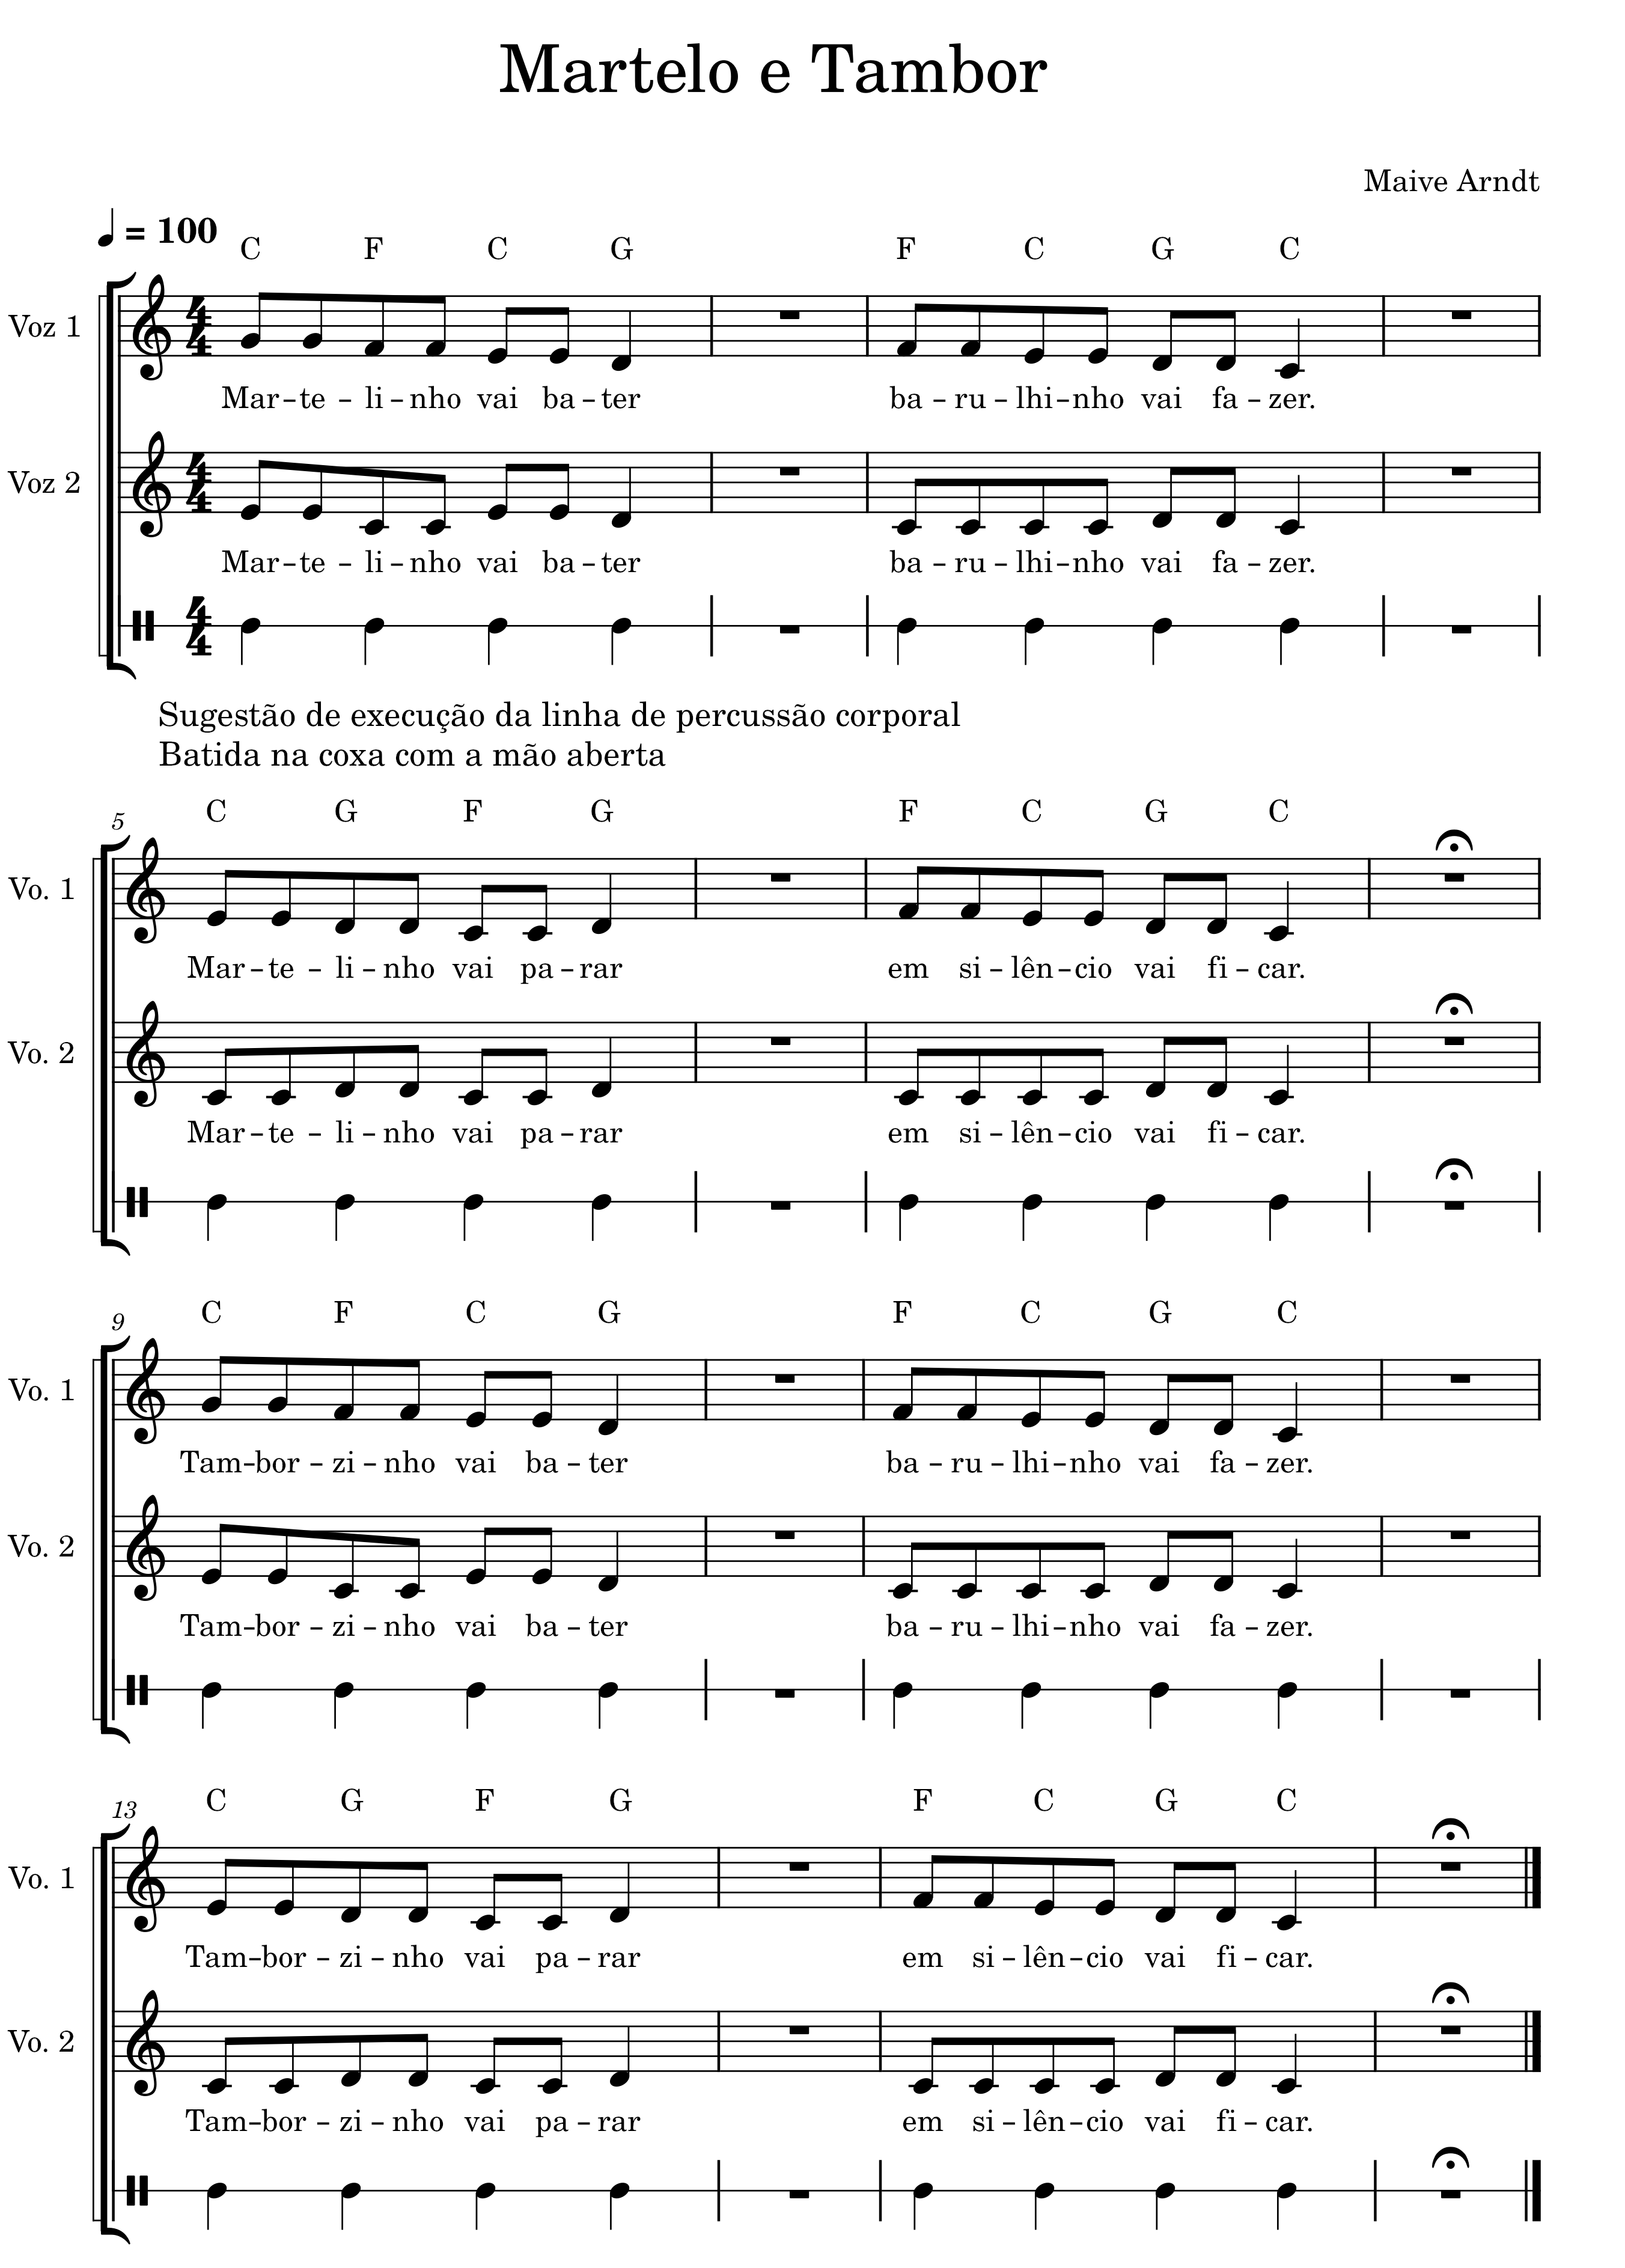 Martelo e Tambor
Maive Arndt
= 100
C F C G F C G C
Voz 1
Mar – te – li – nho vai ba – ter ba – ru – lhi – nho vai fa – zer.
Voz 2
Mar – te – li – nho vai ba – ter ba – ru – lhi – nho vai fa – zer.
Sugestão de execução da linha de percussão corporal
Batida na coxa com a mão aberta
5 C G F G F C G C
Vo. 1
Mar – te – li – nho vai pa – rar em si – lên – cio vai fi – car.
Vo. 2
Mar – te – li – nho vai pa – rar em si – lên – cio vai fi – car.
9 C F C G F C G C
Vo. 1
Tam – bor – zi – nho vai ba – ter ba – ru – lhi – nho vai fa – zer.
Vo. 2
Tam – bor – zi – nho vai ba – ter ba – ru – lhi – nho vai fa – zer.
13 C G F G F C G C
Vo. 1
Tam – bor – zi – nho vai pa – rar em si – lên – cio vai fi – car.
Vo. 2
Tam – bor – zi – nho vai pa – rar em si – lên – cio vai fi – car.